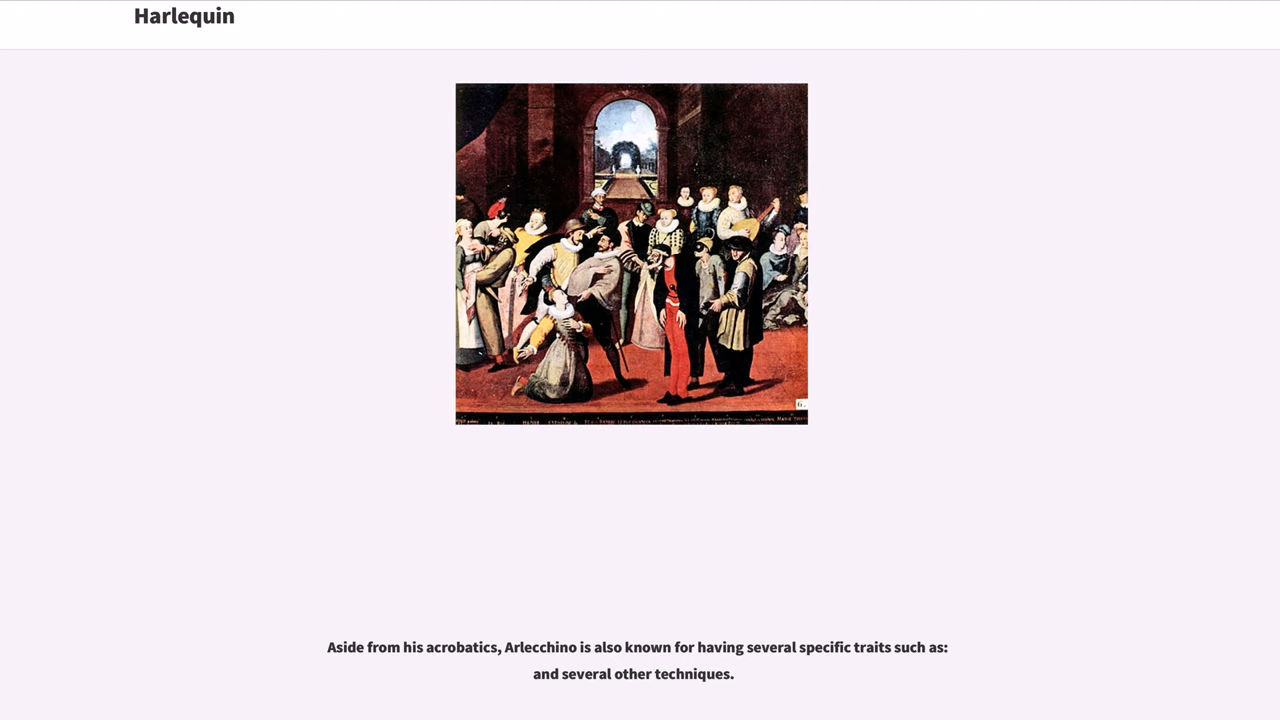 Harlequin
6.
Aside from his acrobatics, Arlecchino is also known for having several specific traits such as:
and several other techniques.